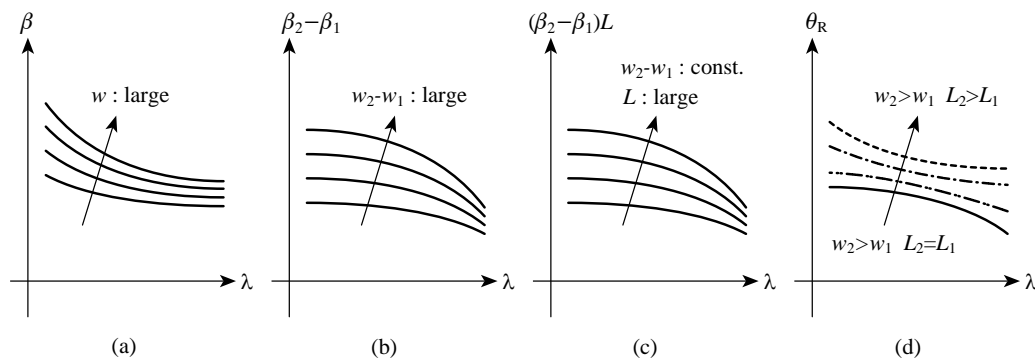 β
w : large
λ
(a)
β2−β1
w2-w1 : large
λ
(b)
(β2−β1)L
w2-w1 : const.
L : large
λ
(c)
θR
w2>w1 L2>L1
w2>w1 L2=L1
λ
(d)